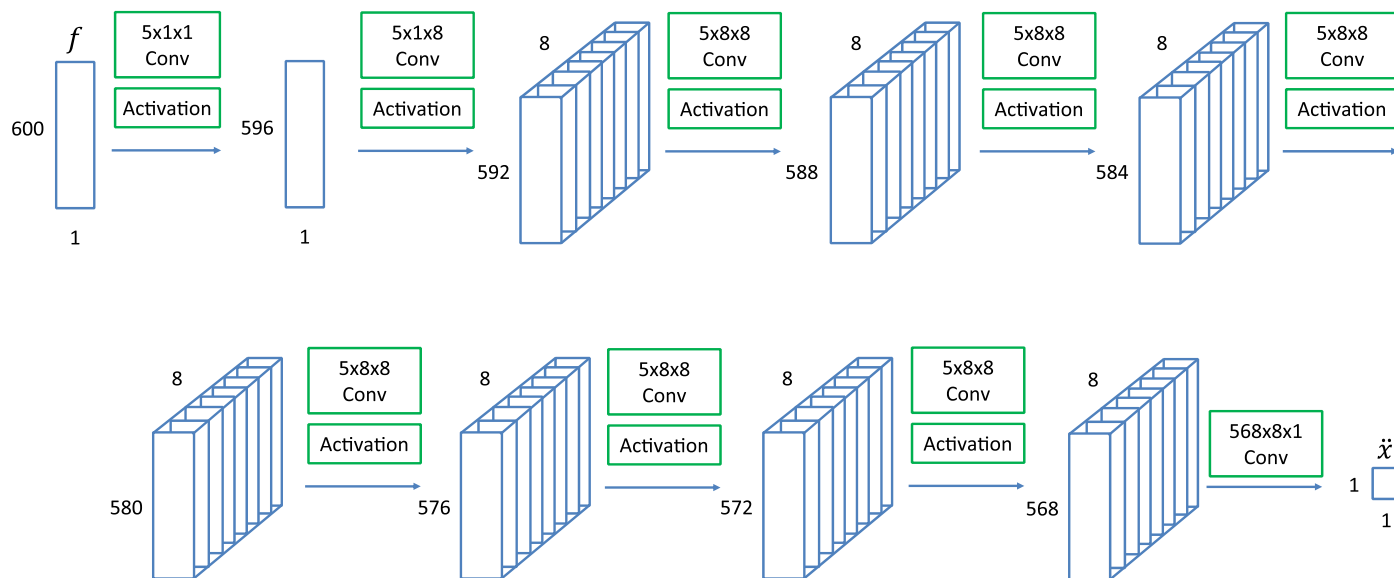 f
5x1x1
Conv
Activation
600
1
5x1x8
Conv
Activation
596
1
8
5x8x8
Conv
Activation
592
8
5x8x8
Conv
Activation
588
8
5x8x8
Conv
Activation
584
8
5x8x8
Conv
Activation
580
8
5x8x8
Conv
Activation
576
8
5x8x8
Conv
Activation
572
8
568x8x1
Conv
568
ẍ
1
1